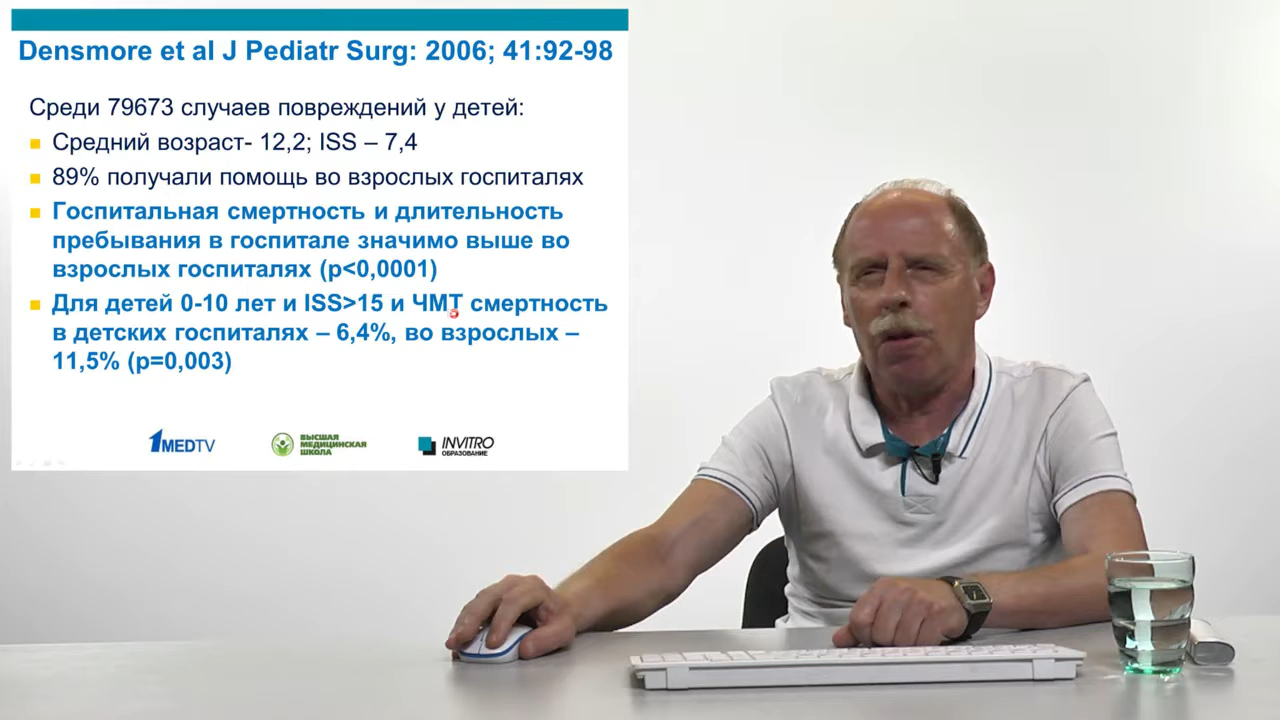 Densmore et al J Pediatr Surg: 2006; 41:92-98
Среди 79673 случаев повреждений у детей:
Средний возраст- 12,2; ISS – 7,4
89% получали помощь во взрослых госпиталях
Госпитальная смертность и длительность
пребывания в госпитале значимо выше во
взрослых госпиталях (p<0,0001)
Для детей 0-10 лет и ISS>15 и ЧМТ смертность
в детских госпиталях – 6,4%, во взрослых –
11,5% (p=0,003)
1MEDTV
ВЫСШАЯ
МЕДИЦИНСКАЯ
ШКОЛА
INVITRO
ОБРАЗОВАНИЕ